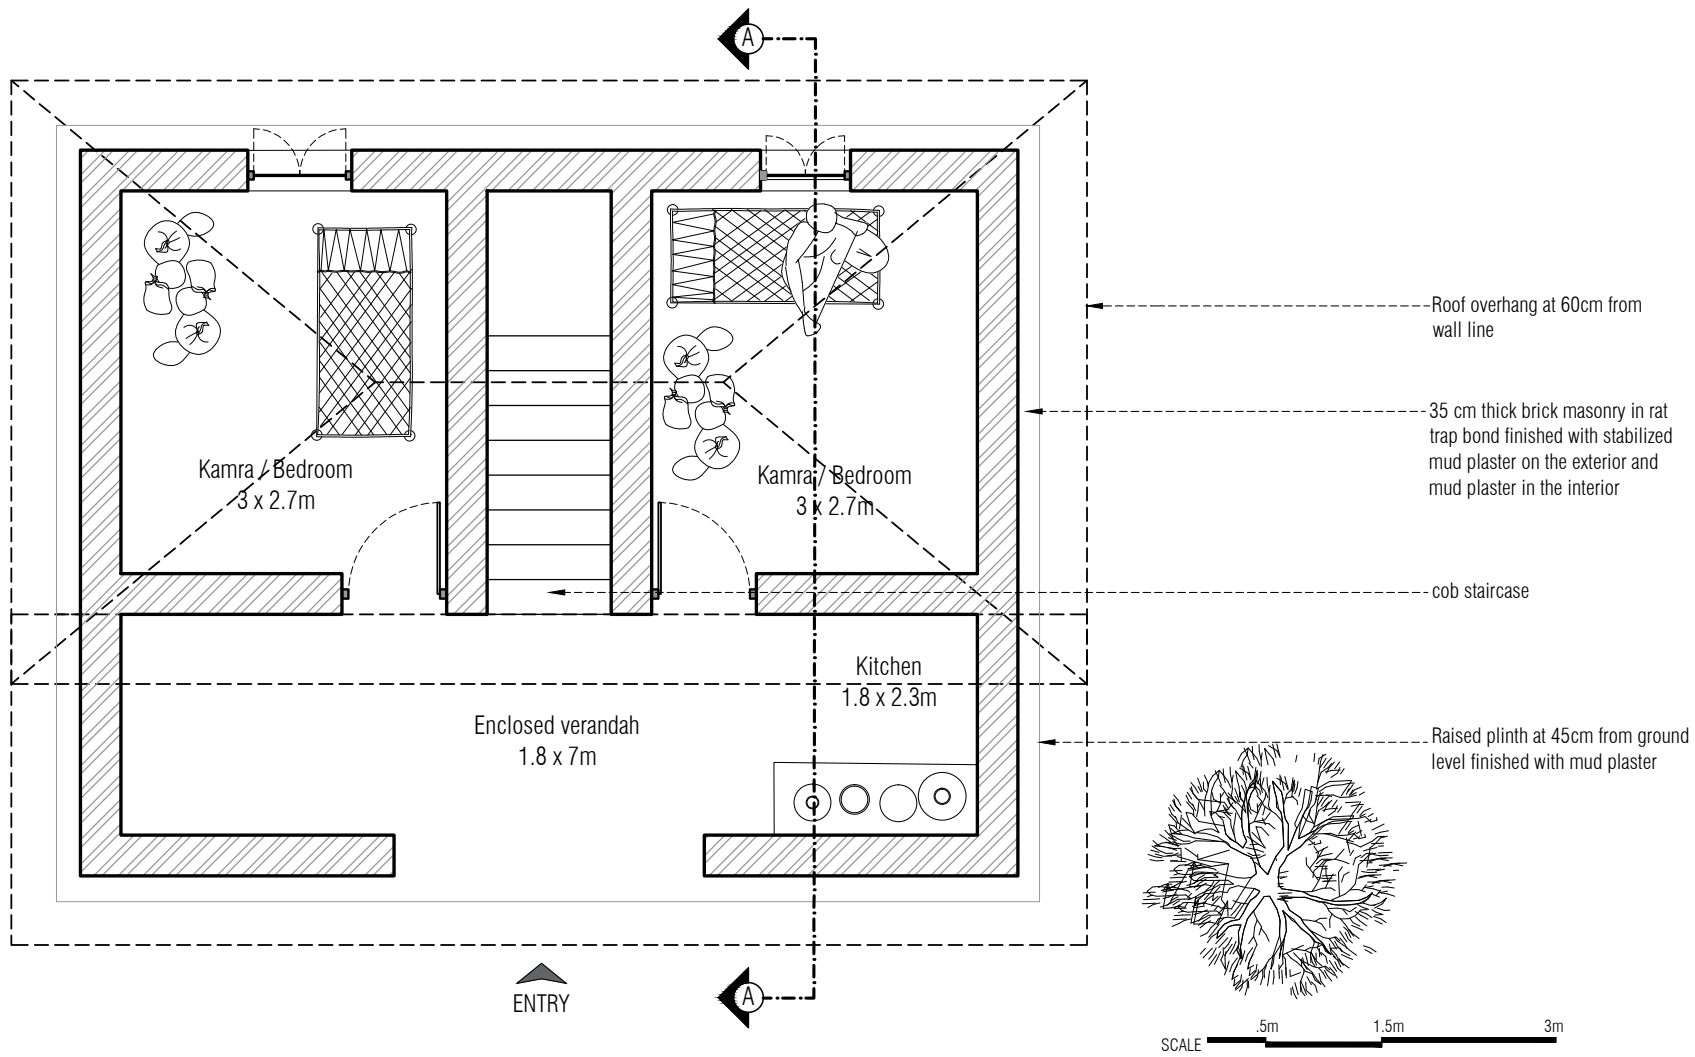 A
Roof overhang at 60cm from
wall line
35 cm thick brick masonry in rat
trap bond finished with stabilized
mud plaster on the exterior and
mud plaster in the interior
Kamra / Bedroom
3 x 2.7m
Kamra / Bedroom
3 x 2.7m
cob staircase
Kitchen
1.8 x 2.3m
Enclosed verandah
1.8 x 7m
Raised plinth at 45cm from ground
level finished with mud plaster
ENTRY
A
SCALE
.5m
1.5m
3m